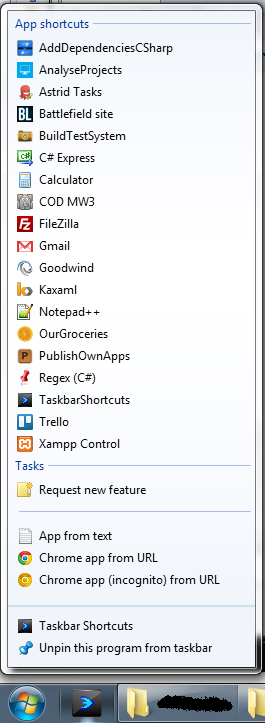 App shortcuts
AddDependenciesCSharp
AnalyseProjects
Astrid Tasks
BL Battlefield site
BuildTestSystem
C# Express
Calculator
COD MW3
FileZilla
Gmail
Goodwind
Kaxaml
Notepad++
OurGroceries
PublishOwnApps
Regex (C#)
TaskbarShortcuts
Trello
Xampp Control
Tasks
Request new feature
App from text
Chrome app from URL
Chrome app (incognito) from URL
Taskbar Shortcuts
Unpin this program from taskbar